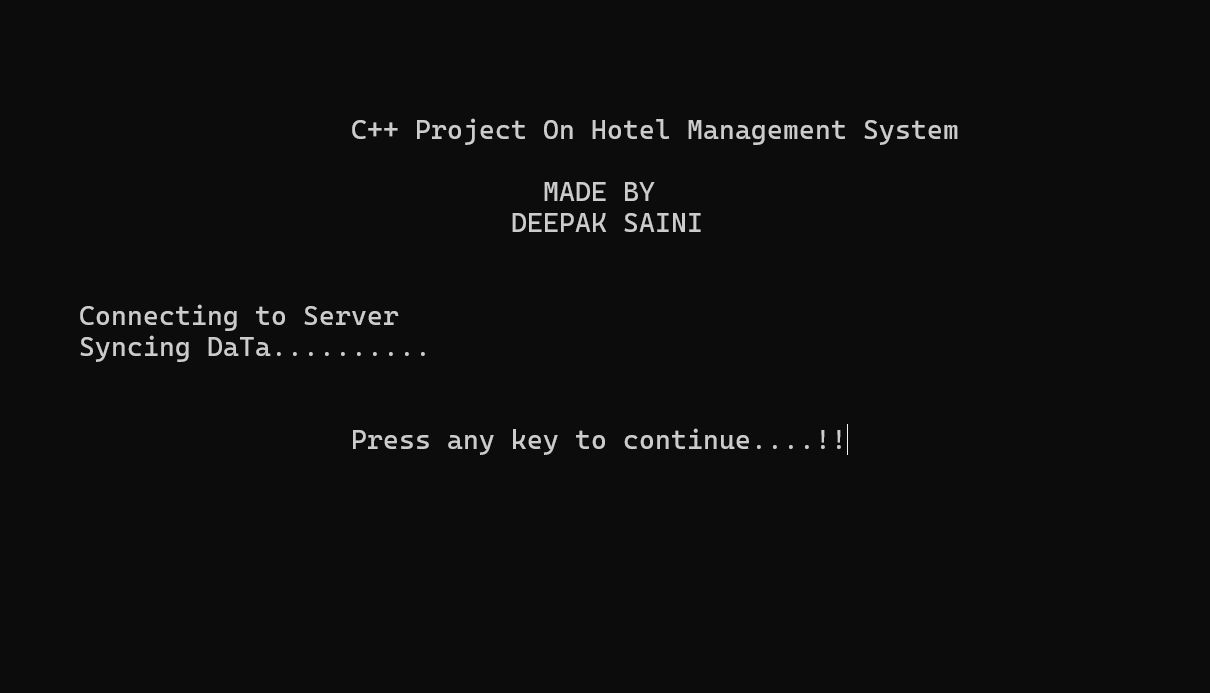 C++ Project On Hotel Management System
MADE BY
DEEPAK SAINI
Connecting to Server
Syncing DaTa..........
Press any key to continue....!!